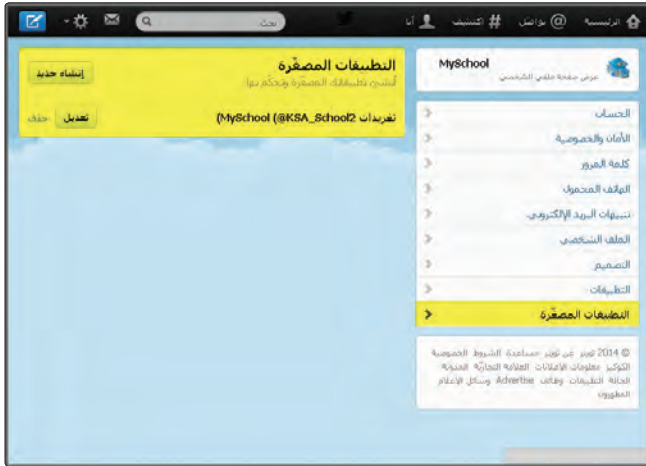 الرئيسية @ تواصل # اكتشف أنا بحث
MySchool
عرض صفحة ملفي الشخصي
الحساب
الأمان والخصوصية
كلمة المرور
الهاتف المحمول
تنبيهات البريد الإلكتروني
الملف الشخصي
التصميم
التطبيقات
التطبيقات المصغّرة
© 2014 تويتر عن تويتر مساعدة الشروط الخصوصية
الكوكيز معلومات الإعلانات العلامة التجارية المدونة
الحالة التطبيقات وظائف Advertise وسائل الإعلام
المطورون
التطبيقات المصغّرة
أنشئ تطبيقاتك المصغّرة وتحكّم بها
إنشاء جديد
تغريدات MySchool (@KSA_School2)
تعديل حذف